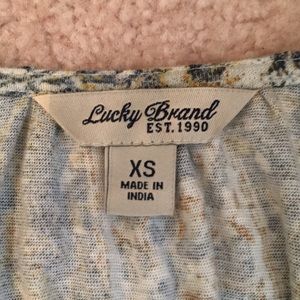 Lucky Brand
EST. 1990
XS
MADE IN
INDIA